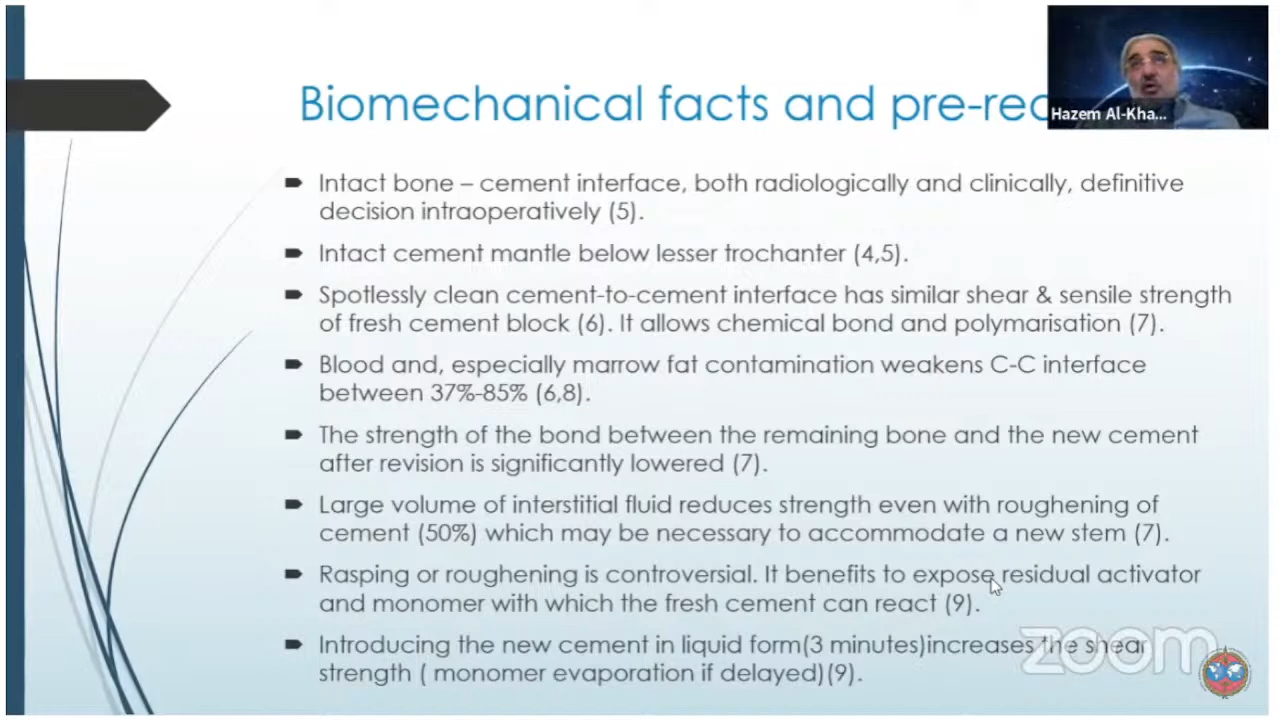 Biomechanical facts and pre-req
Hazem Al-Kha...
Intact bone – cement interface, both radiologically and clinically, definitive
decision intraoperatively (5).
Intact cement mantle below lesser trochanter (4,5).
Spotlessly clean cement-to-cement interface has similar shear & sensile strength
of fresh cement block (6). It allows chemical bond and polymarisation (7).
Blood and, especially marrow fat contamination weakens C-C interface
between 37%-85% (6,8).
The strength of the bond between the remaining bone and the new cement
after revision is significantly lowered (7).
Large volume of interstitial fluid reduces strength even with roughening of
cement (50%) which may be necessary to accommodate a new stem (7).
Rasping or roughening is controversial. It benefits to expose residual activator
and monomer with which the fresh cement can react (9).
Introducing the new cement in liquid form(3 minutes)increases the shear
strength ( monomer evaporation if delayed)(9).
zoom